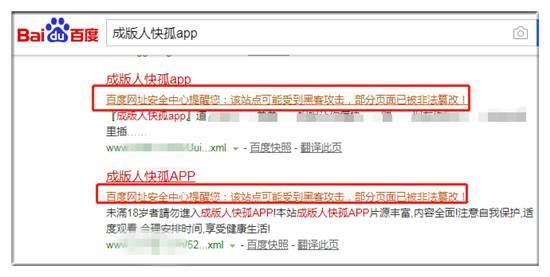 Bai du 百度 成版人快孤app
成版人快孤app
百度网址安全中心提醒您：该站点可能受到黑客攻击，部分页面已被非法篡改！
『成版人快孤app』道
里插……
www. Jui...xml - 百度快照 - 翻译此页
成版人快孤APP
百度网址安全中心提醒您：该站点可能受到黑客攻击，部分页面已被非法篡改！
未滿18岁者請勿進入成版人快孤APP!本站成版人快孤APP片源丰富,内容全面!注意自我保护,适
度观看 合理安排时间,享受健康生活!
www. /52...xml - 百度快照 - 翻译此页